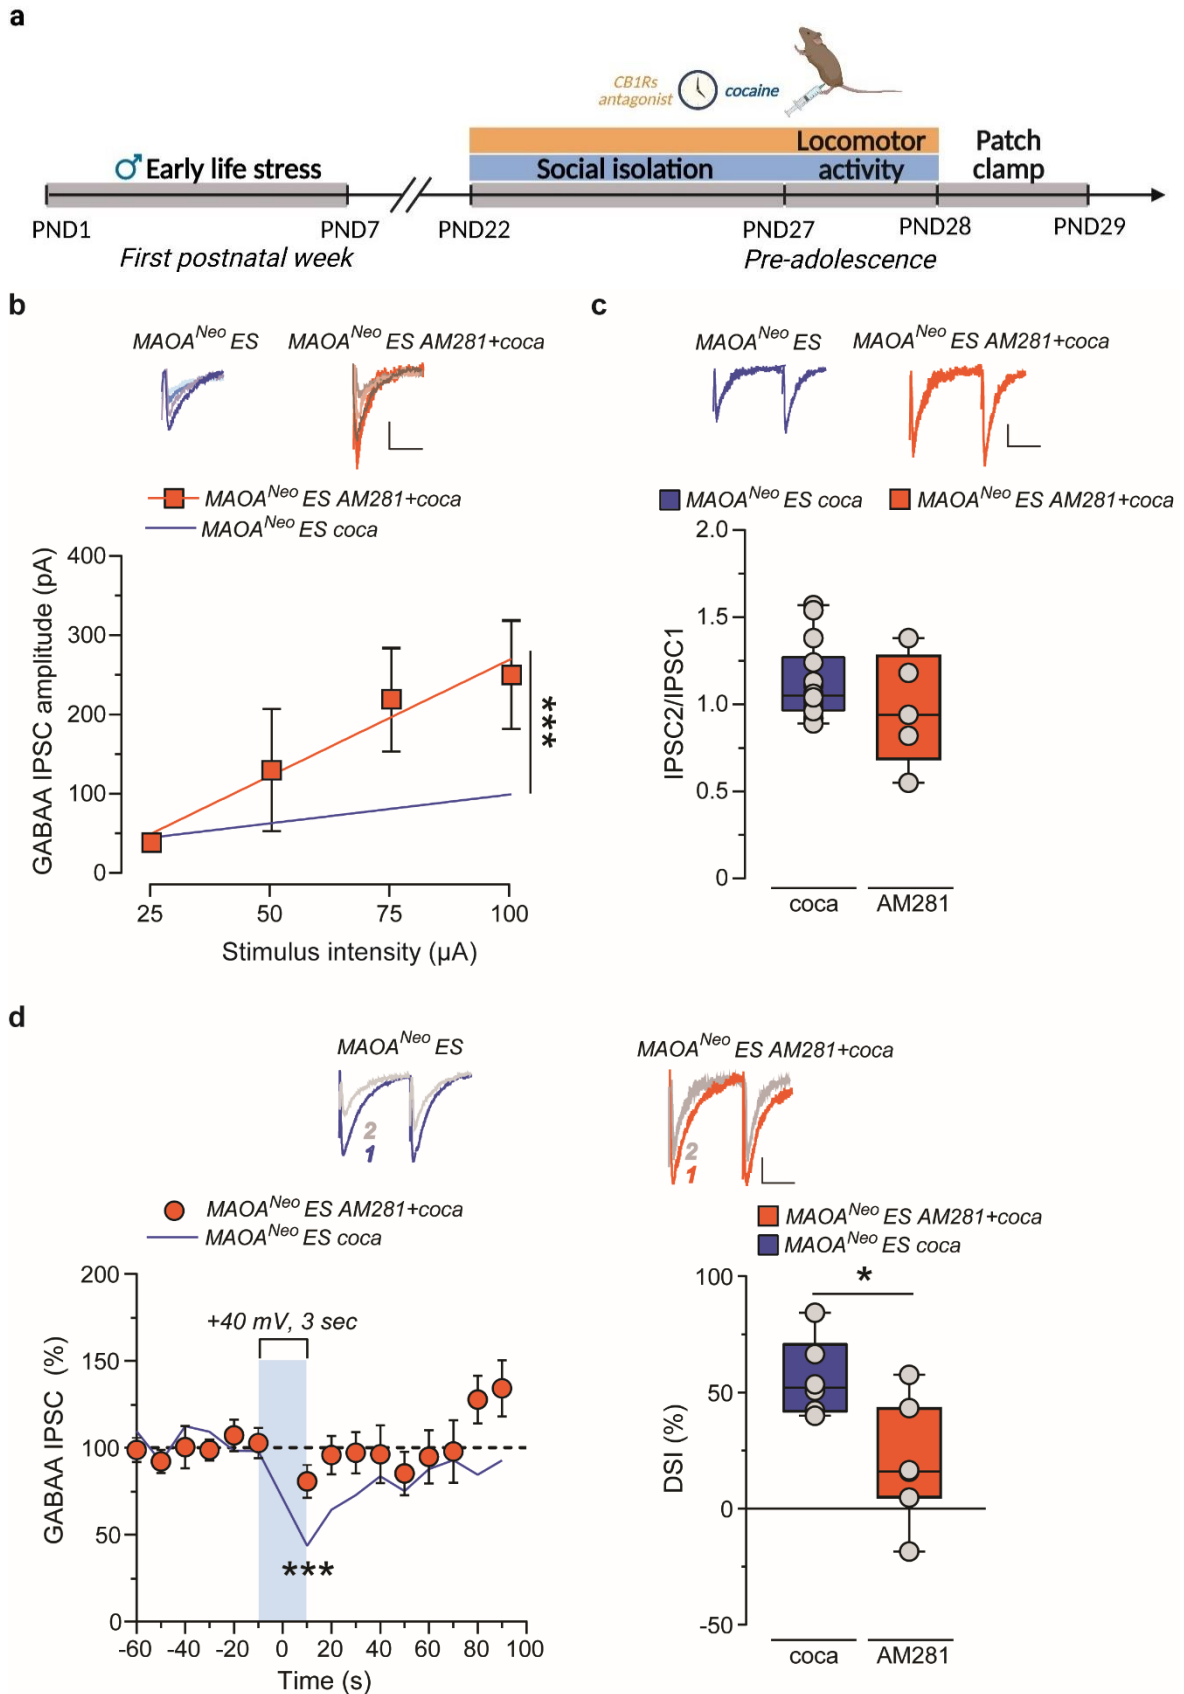 a
CB1Rs
antagonist
cocaine
♂ Early life stress
Social isolation
Locomotor
activity
Patch
clamp
PND1
PND7
PND22
PND27
PND28
PND29
First postnatal week
Pre-adolescence
b
MAOA^Neo ES
MAOA^Neo ES AM281+coca
MAOA^Neo ES AM281+coca
MAOA^Neo ES coca
GABAA IPSC amplitude (pA)
400
300
200
100
0
***
25
50
75
100
Stimulus intensity (µA)
c
MAOA^Neo ES
MAOA^Neo ES AM281+coca
MAOA^Neo ES coca
MAOA^Neo ES AM281+coca
IPSC2/IPSC1
2.0
1.5
1.0
0.5
0
coca
AM281
d
MAOA^Neo ES
2
1
MAOA^Neo ES AM281+coca
MAOA^Neo ES coca
GABAA IPSC (%)
200
150
100
50
0
+40 mV, 3 sec
***
-60
-40
-20
0
20
40
60
80
100
Time (s)
MAOA^Neo ES AM281+coca
2
1
MAOA^Neo ES AM281+coca
MAOA^Neo ES coca
DSI (%)
100
50
0
-50
*
coca
AM281